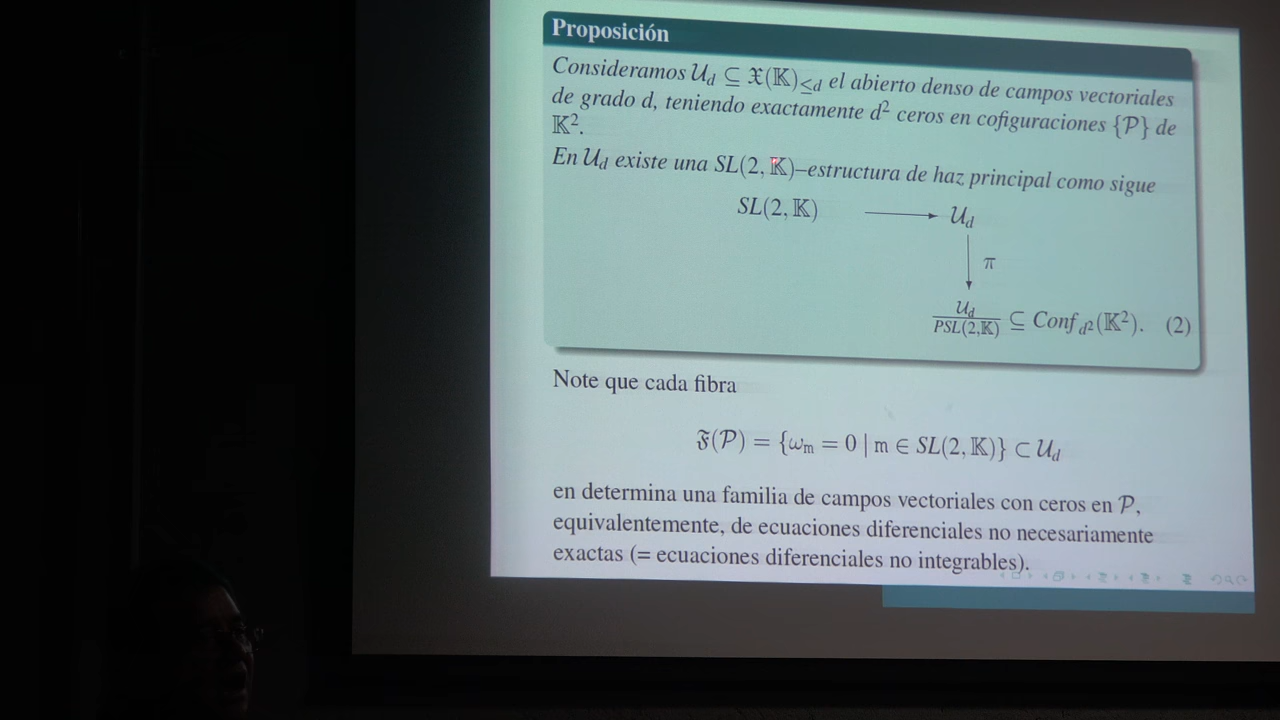 Proposición
Consideramos 𝒰_d ⊆ 𝔛(𝕂)_{≤d} el abierto denso de campos vectoriales
de grado d, teniendo exactamente d² ceros en cofiguraciones {𝒫} de
𝕂².
En 𝒰_d existe una SL(2, 𝕂)–estructura de haz principal como sigue
SL(2, 𝕂) ⟶ 𝒰_d
↓ π
𝒰_d / PSL(2,𝕂) ⊆ Conf_{d²}(𝕂²). (2)
Note que cada fibra
𝔉(𝒫) = {ω_m = 0 | m ∈ SL(2, 𝕂)} ⊂ 𝒰_d
en determina una familia de campos vectoriales con ceros en 𝒫,
equivalentemente, de ecuaciones diferenciales no necesariamente
exactas (= ecuaciones diferenciales no integrables).